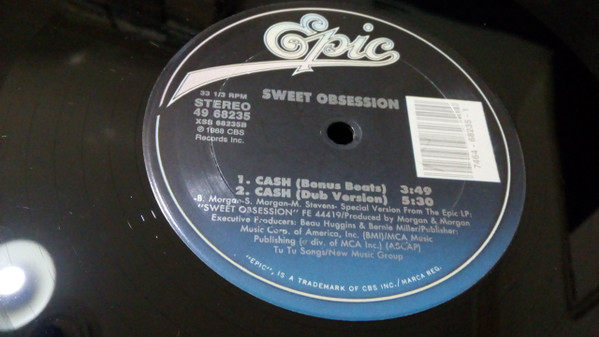 Epic
33 1/3 RPM
STEREO
49 68235
XSB 68235B
℗ 1988 CBS
Records Inc.
SWEET OBSESSION
7464-68235-1
1. CASH (Bonus Beats) 3:49
2. CASH (Dub Version) 5:30
-B. Morgan-S. Morgan-M. Stevens- Special Version From The Epic LP:
"SWEET OBSESSION" FE 44419/Produced by Morgan & Morgan
Executive Producers: Beau Huggins & Bernie Miller/Publisher:
Music Corp. of America, Inc. (BMI)/MCA Music
Publishing (a div. of MCA Inc.) (ASCAP)
Tu Tu Songs/New Music Group
"EPIC", IS A TRADEMARK OF CBS INC./MARCA REG.